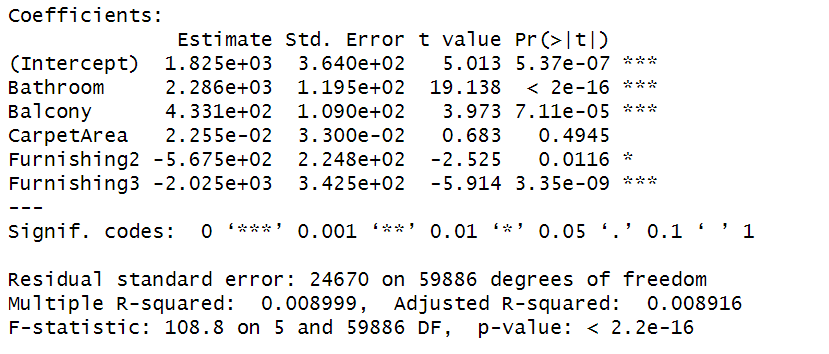 Coefficients:
Estimate Std. Error t value Pr(>|t|)
(Intercept) 1.825e+03 3.640e+02 5.013 5.37e-07 ***
Bathroom 2.286e+03 1.195e+02 19.138 < 2e-16 ***
Balcony 4.331e+02 1.090e+02 3.973 7.11e-05 ***
CarpetArea 2.255e-02 3.300e-02 0.683 0.4945
Furnishing2 -5.675e+02 2.248e+02 -2.525 0.0116 *
Furnishing3 -2.025e+03 3.425e+02 -5.914 3.35e-09 ***
---
Signif. codes: 0 ‘***’ 0.001 ‘**’ 0.01 ‘*’ 0.05 ‘.’ 0.1 ‘ ’ 1
Residual standard error: 24670 on 59886 degrees of freedom
Multiple R-squared: 0.008999, Adjusted R-squared: 0.008916
F-statistic: 108.8 on 5 and 59886 DF, p-value: < 2.2e-16